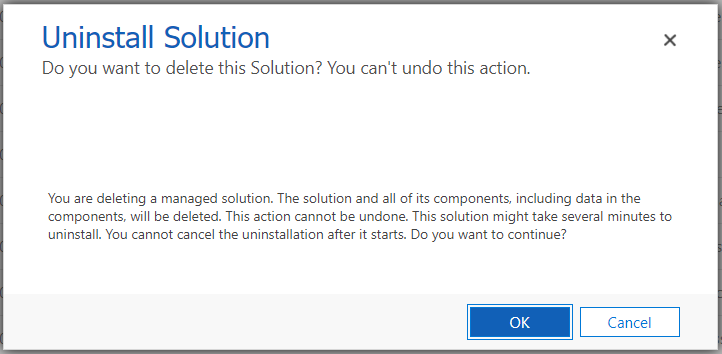 Uninstall Solution
Do you want to delete this Solution? You can't undo this action.
You are deleting a managed solution. The solution and all of its components, including data in the
components, will be deleted. This action cannot be undone. This solution might take several minutes to
uninstall. You cannot cancel the uninstallation after it starts. Do you want to continue?
OK
Cancel